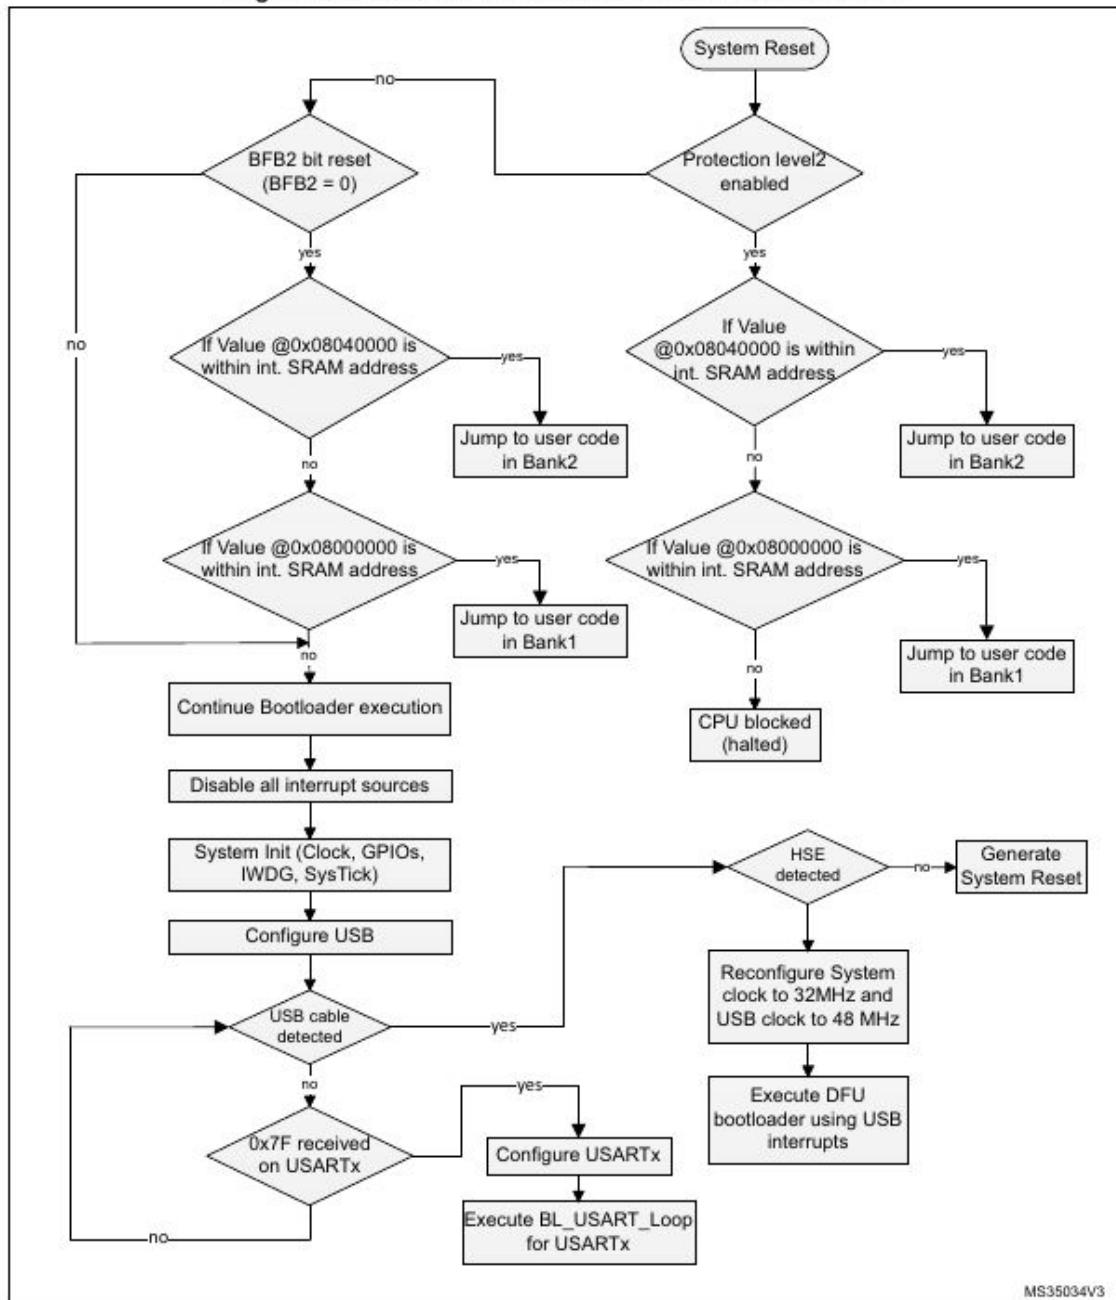 System Reset
no
BFB2 bit reset
(BFB2 = 0)
Protection level2
enabled
yes
yes
no
If Value @0x08040000 is
within int. SRAM address
yes
If Value
@0x08040000 is within
int. SRAM address
yes
Jump to user code
in Bank2
Jump to user code
in Bank2
no
no
If Value @0x08000000 is
within int. SRAM address
yes
If Value @0x08000000 is
within int. SRAM address
yes
Jump to user code
in Bank1
Jump to user code
in Bank1
no
no
Continue Bootloader execution
CPU blocked
(halted)
Disable all interrupt sources
System Init (Clock, GPIOs,
IWDG, SysTick)
HSE
detected
no
Generate
System Reset
Configure USB
Reconfigure System
clock to 32MHz and
USB clock to 48 MHz
USB cable
detected
yes
no
yes
Execute DFU
bootloader using USB
interrupts
0x7F received
on USARTx
Configure USARTx
Execute BL_USART_Loop
for USARTx
no
MS35034V3